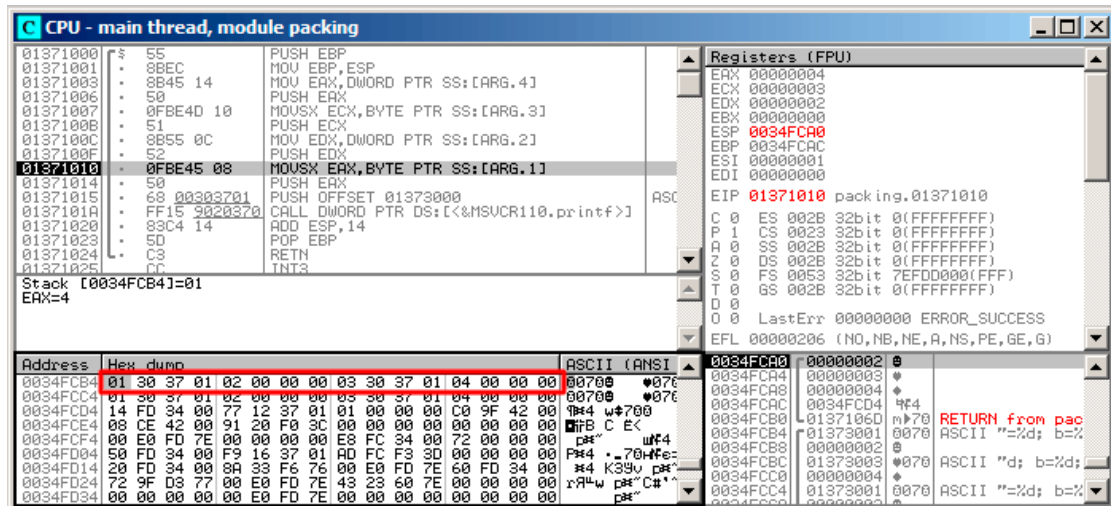 C CPU - main thread, module packing
01371000 $ 55 PUSH EBP
01371001 . 8BEC MOV EBP,ESP
01371003 . 8B45 14 MOV EAX,DWORD PTR SS:[ARG.4]
01371006 . 50 PUSH EAX
01371007 . 0FBE4D 10 MOVSX ECX,BYTE PTR SS:[ARG.3]
0137100B . 51 PUSH ECX
0137100C . 8B55 0C MOV EDX,DWORD PTR SS:[ARG.2]
0137100F . 52 PUSH EDX
01371010 . 0FBE45 08 MOVSX EAX,BYTE PTR SS:[ARG.1]
01371014 . 50 PUSH EAX
01371015 . 68 00303701 PUSH OFFSET 01373000 ASC
0137101A . FF15 9020370 CALL DWORD PTR DS:[<&MSVCR110.printf>]
01371020 . 83C4 14 ADD ESP,14
01371023 . 5D POP EBP
01371024 . C3 RETN
01371025 CC INT3
Stack [0034FCB4]=01
EAX=4
Registers (FPU)
EAX 00000004
ECX 00000003
EDX 00000002
EBX 00000000
ESP 0034FCA0
EBP 0034FCAC
ESI 00000001
EDI 00000000
EIP 01371010 packing.01371010
C 0 ES 002B 32bit 0(FFFFFFFF)
P 1 CS 0023 32bit 0(FFFFFFFF)
A 0 SS 002B 32bit 0(FFFFFFFF)
Z 0 DS 002B 32bit 0(FFFFFFFF)
S 0 FS 0053 32bit 7EFDD000(FFF)
T 0 GS 002B 32bit 0(FFFFFFFF)
D 0
O 0 LastErr 00000000 ERROR_SUCCESS
EFL 00000206 (NO,NB,NE,A,NS,PE,GE,G)
Address Hex dump ASCII (ANSI
0034FCB4 01 30 37 01 02 00 00 00 03 30 37 01 04 00 00 00
0034FCC4 01 30 37 01 02 00 00 00 03 30 37 01 04 00 00 00
0034FCD4 14 FD 34 00 77 12 37 01 01 00 00 00 C0 9F 42 00
0034FCE4 08 CE 42 00 91 20 F0 3C 00 00 00 00 00 00 00 00
0034FCF4 00 E0 FD 7E 00 00 00 00 E8 FC 34 00 72 00 00 00
0034FD04 50 FD 34 00 F9 16 37 01 AD FC F3 3D 00 00 00 00
0034FD14 20 FD 34 00 8A 33 F6 76 00 E0 FD 7E 60 FD 34 00
0034FD24 72 9F D3 77 00 E0 FD 7E 43 23 60 7E 00 00 00 00
0034FD34 00 00 00 00 00 E0 FD 7E 00 00 00 00 00 00 00 00
0034FCA0 00000002
0034FCA4 00000003
0034FCA8 00000004
0034FCAC 0034FCD4
0034FCB0 0137106D RETURN from pac
0034FCB4 01373001 ASCII "=%d; b=%
0034FCB8 00000002
0034FCBC 01373003 ASCII "d; b=%d;
0034FCC0 00000004
0034FCC4 01373001 ASCII "=%d; b=%